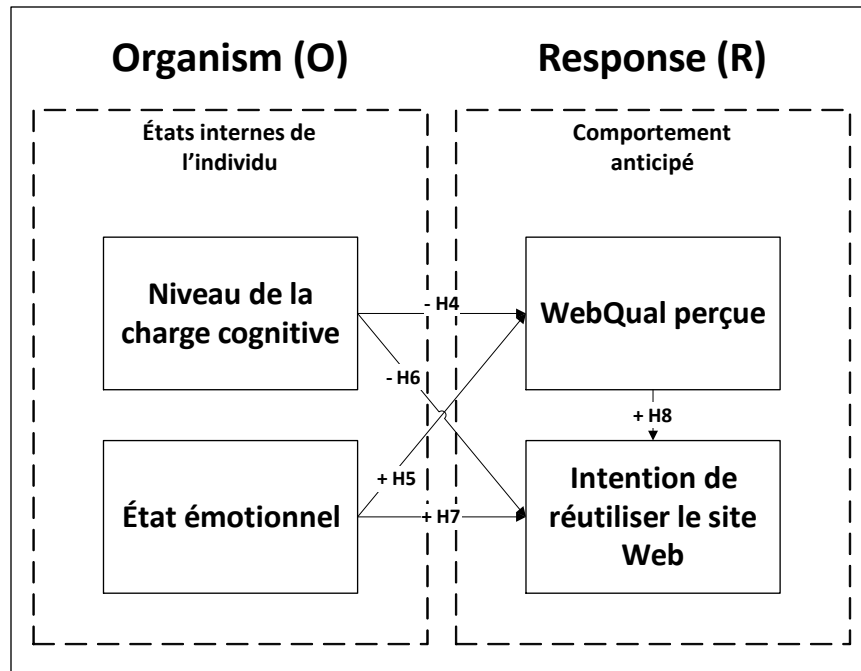 Organism (O)
Response (R)
États internes de
l'individu
Comportement
anticipé
Niveau de la
charge cognitive
- H4
WebQual perçue
- H6
+ H8
+ H5
État émotionnel
+ H7
Intention de
réutiliser le site
Web